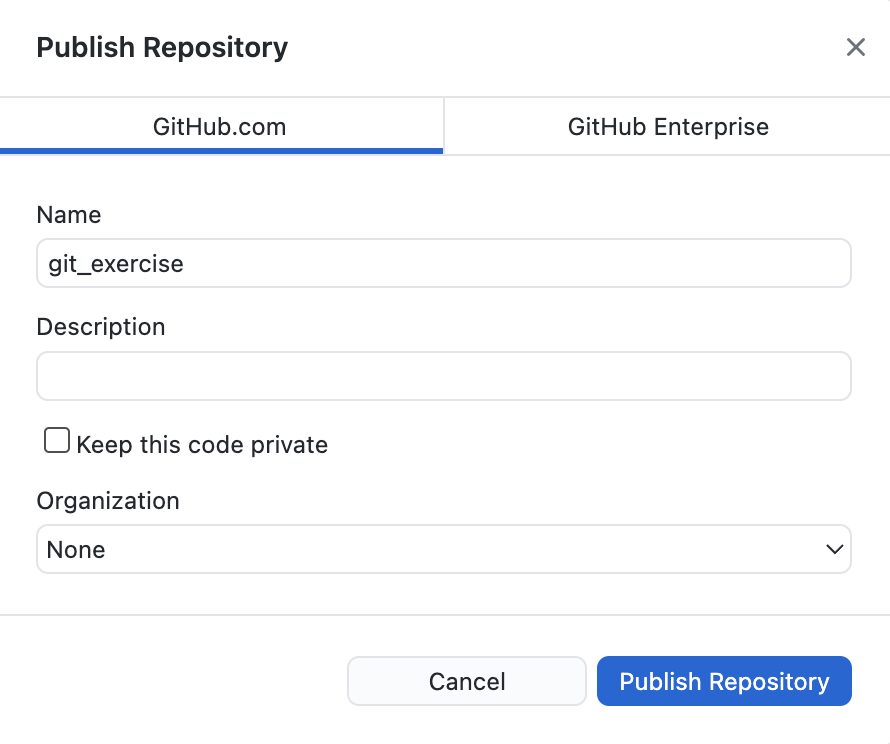 Publish Repository
GitHub.com
GitHub Enterprise
Name
git_exercise
Description
Keep this code private
Organization
None
Cancel
Publish Repository